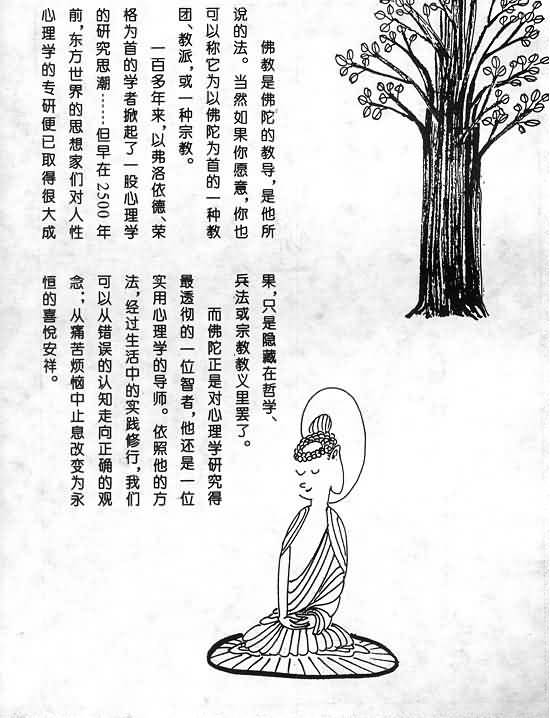 佛教是佛陀的教导，是他所
说的法。当然如果你愿意，你也
可以称它为以佛陀为首的一种教
团、教派，或一种宗教。
一百多年来，以弗洛依德、荣
格为首的学者掀起了一股心理学
的研究思潮……但早在2500年
前，东方世界的思想家们对人性
心理学的专研便已取得很大成
果，只是隐藏在哲学、
兵法或宗教教义里罢了。
而佛陀正是对心理学研究得
最透彻的一位智者，他还是一位
实用心理学的导师。依照他的方
法，经过生活中的实践修行，我们
可以从错误的认知走向正确的观
念；从痛苦烦恼中止息改变为永
恒的喜悦安祥。